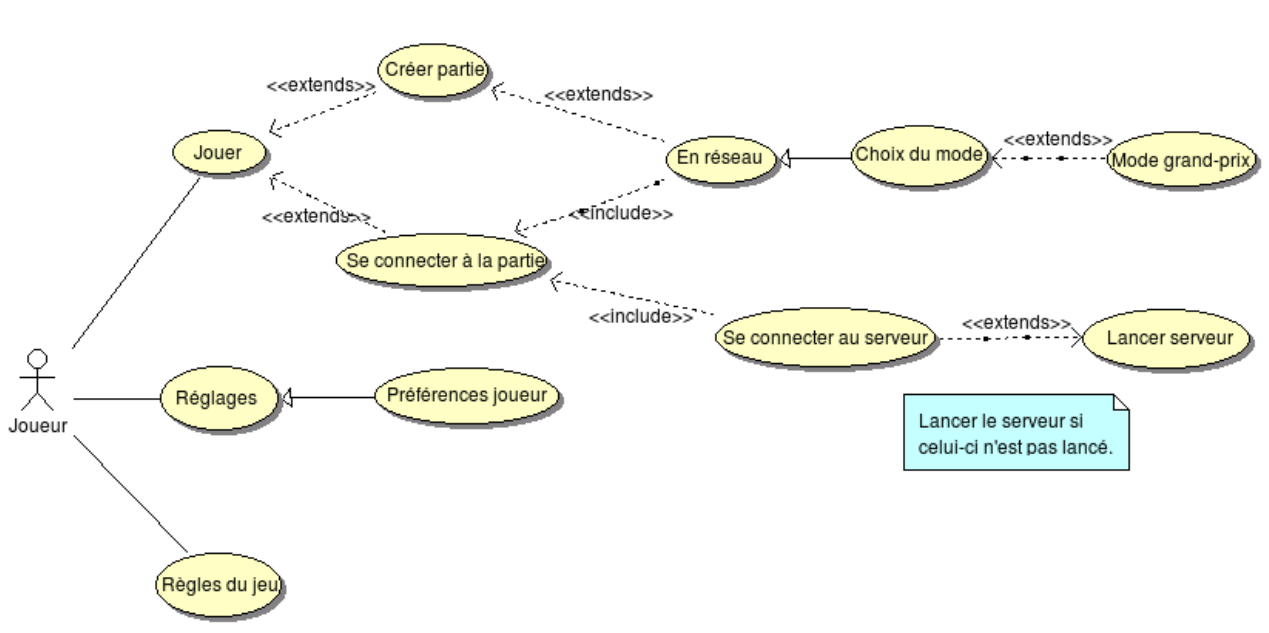 Créer partie
<<extends>>
<<extends>>
Jouer
En réseau
Choix du mode
<<extends>>
Mode grand-prix
<<extends>>
<<include>>
Se connecter à la partie
<<include>>
Se connecter au serveur
<<extends>>
Lancer serveur
Joueur
Réglages
Préférences joueur
Lancer le serveur si
celui-ci n'est pas lancé.
Règles du jeu